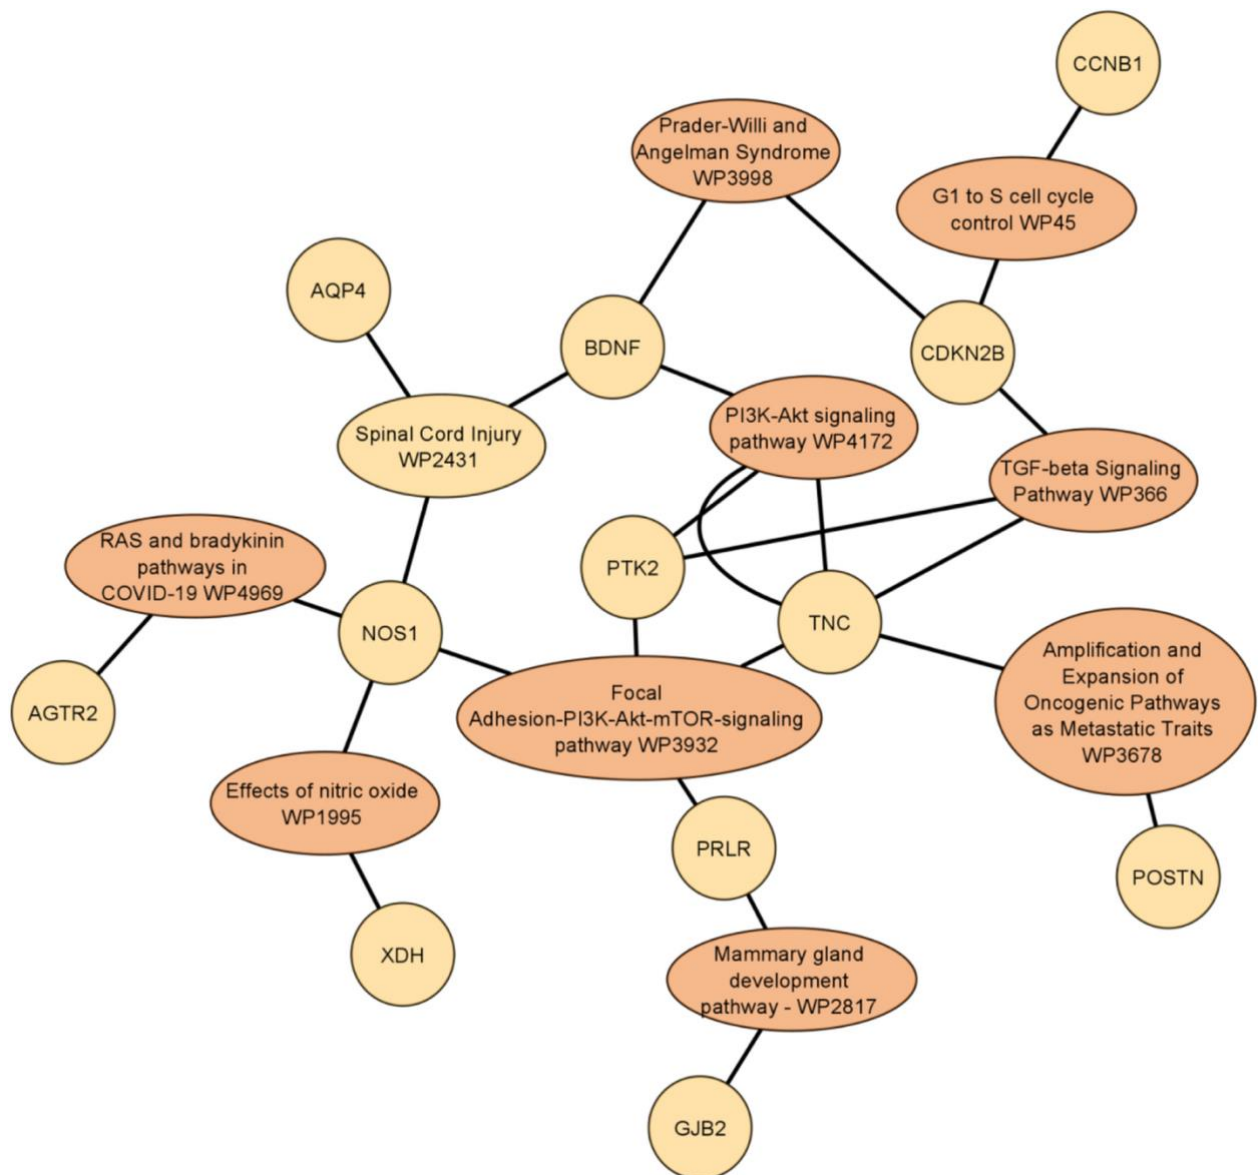 CCNB1
Prader-Willi and
Angelman Syndrome
WP3998
G1 to S cell cycle
control WP45
AQP4
BDNF
CDKN2B
PI3K-Akt signaling
pathway WP4172
Spinal Cord Injury
WP2431
TGF-beta Signaling
Pathway WP366
RAS and bradykinin
pathways in
COVID-19 WP4969
PTK2
NOS1
TNC
AGTR2
Focal
Adhesion-PI3K-Akt-mTOR-signaling
pathway WP3932
Amplification and
Expansion of
Oncogenic Pathways
as Metastatic Traits
WP3678
Effects of nitric oxide
WP1995
PRLR
POSTN
XDH
Mammary gland
development
pathway - WP2817
GJB2